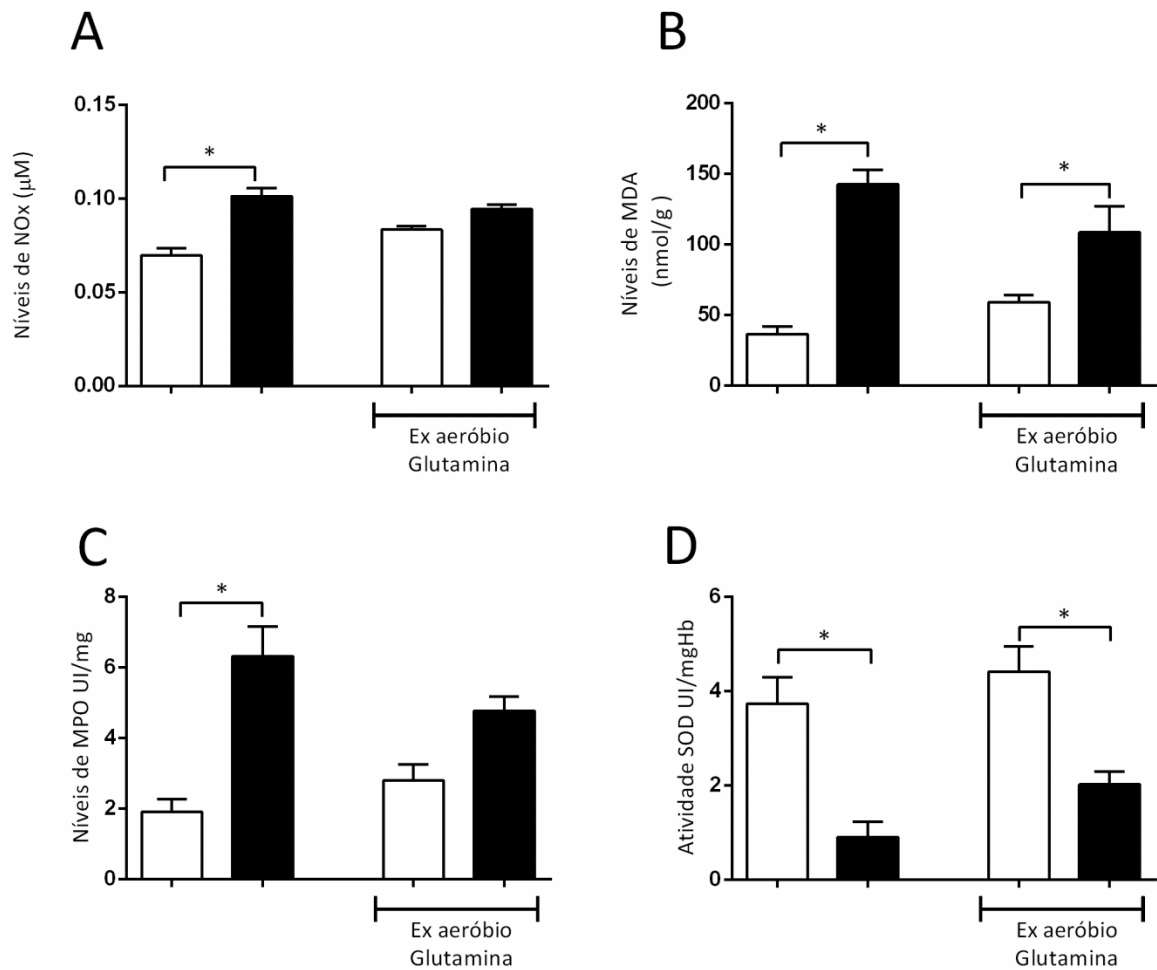 A
Níveis de NOx (µM)
0.15
0.10
0.05
0.00
*
Ex aeróbio
Glutamina
B
Níveis de MDA
(nmol/g )
200
150
100
50
0
*
*
Ex aeróbio
Glutamina
C
Níveis de MPO UI/mg
8
6
4
2
0
*
Ex aeróbio
Glutamina
D
Atividade SOD UI/mgHb
6
4
2
0
*
*
Ex aeróbio
Glutamina